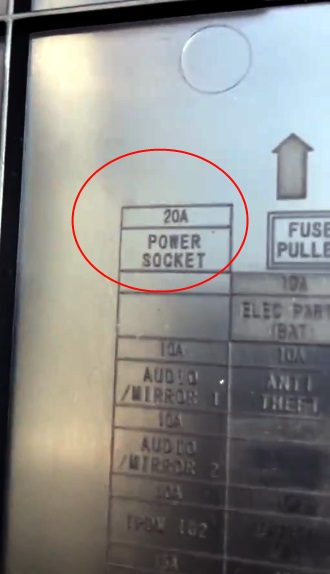 20A
POWER
SOCKET
FUSE
PULLE
10A
ELEC PART
(BAT)
10A
AUDIO
/MIRROR 1
10A
ANTI
THEFT
10A
AUDIO
/MIRROR 2
10A
15A